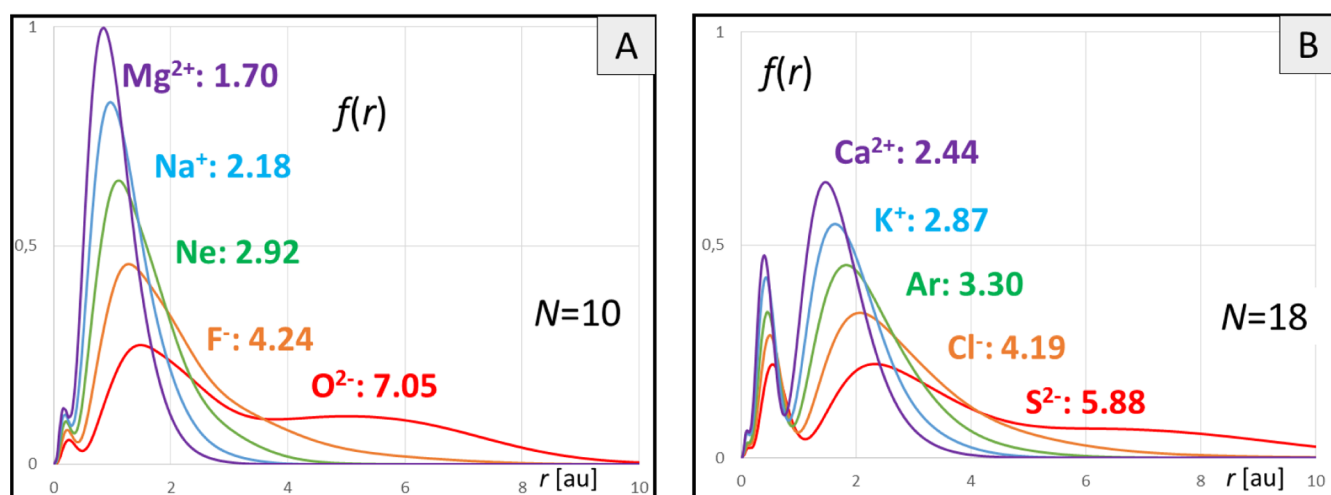 A
f(r)
Mg²⁺: 1.70
Na⁺: 2.18
Ne: 2.92
F⁻: 4.24
O²⁻: 7.05
N=10
1
0,5
0
0
2
4
6
8
r [au]
10
B
f(r)
Ca²⁺: 2.44
K⁺: 2.87
Ar: 3.30
Cl⁻: 4.19
S²⁻: 5.88
N=18
1
0,5
0
0
2
4
6
8
r [au]
10